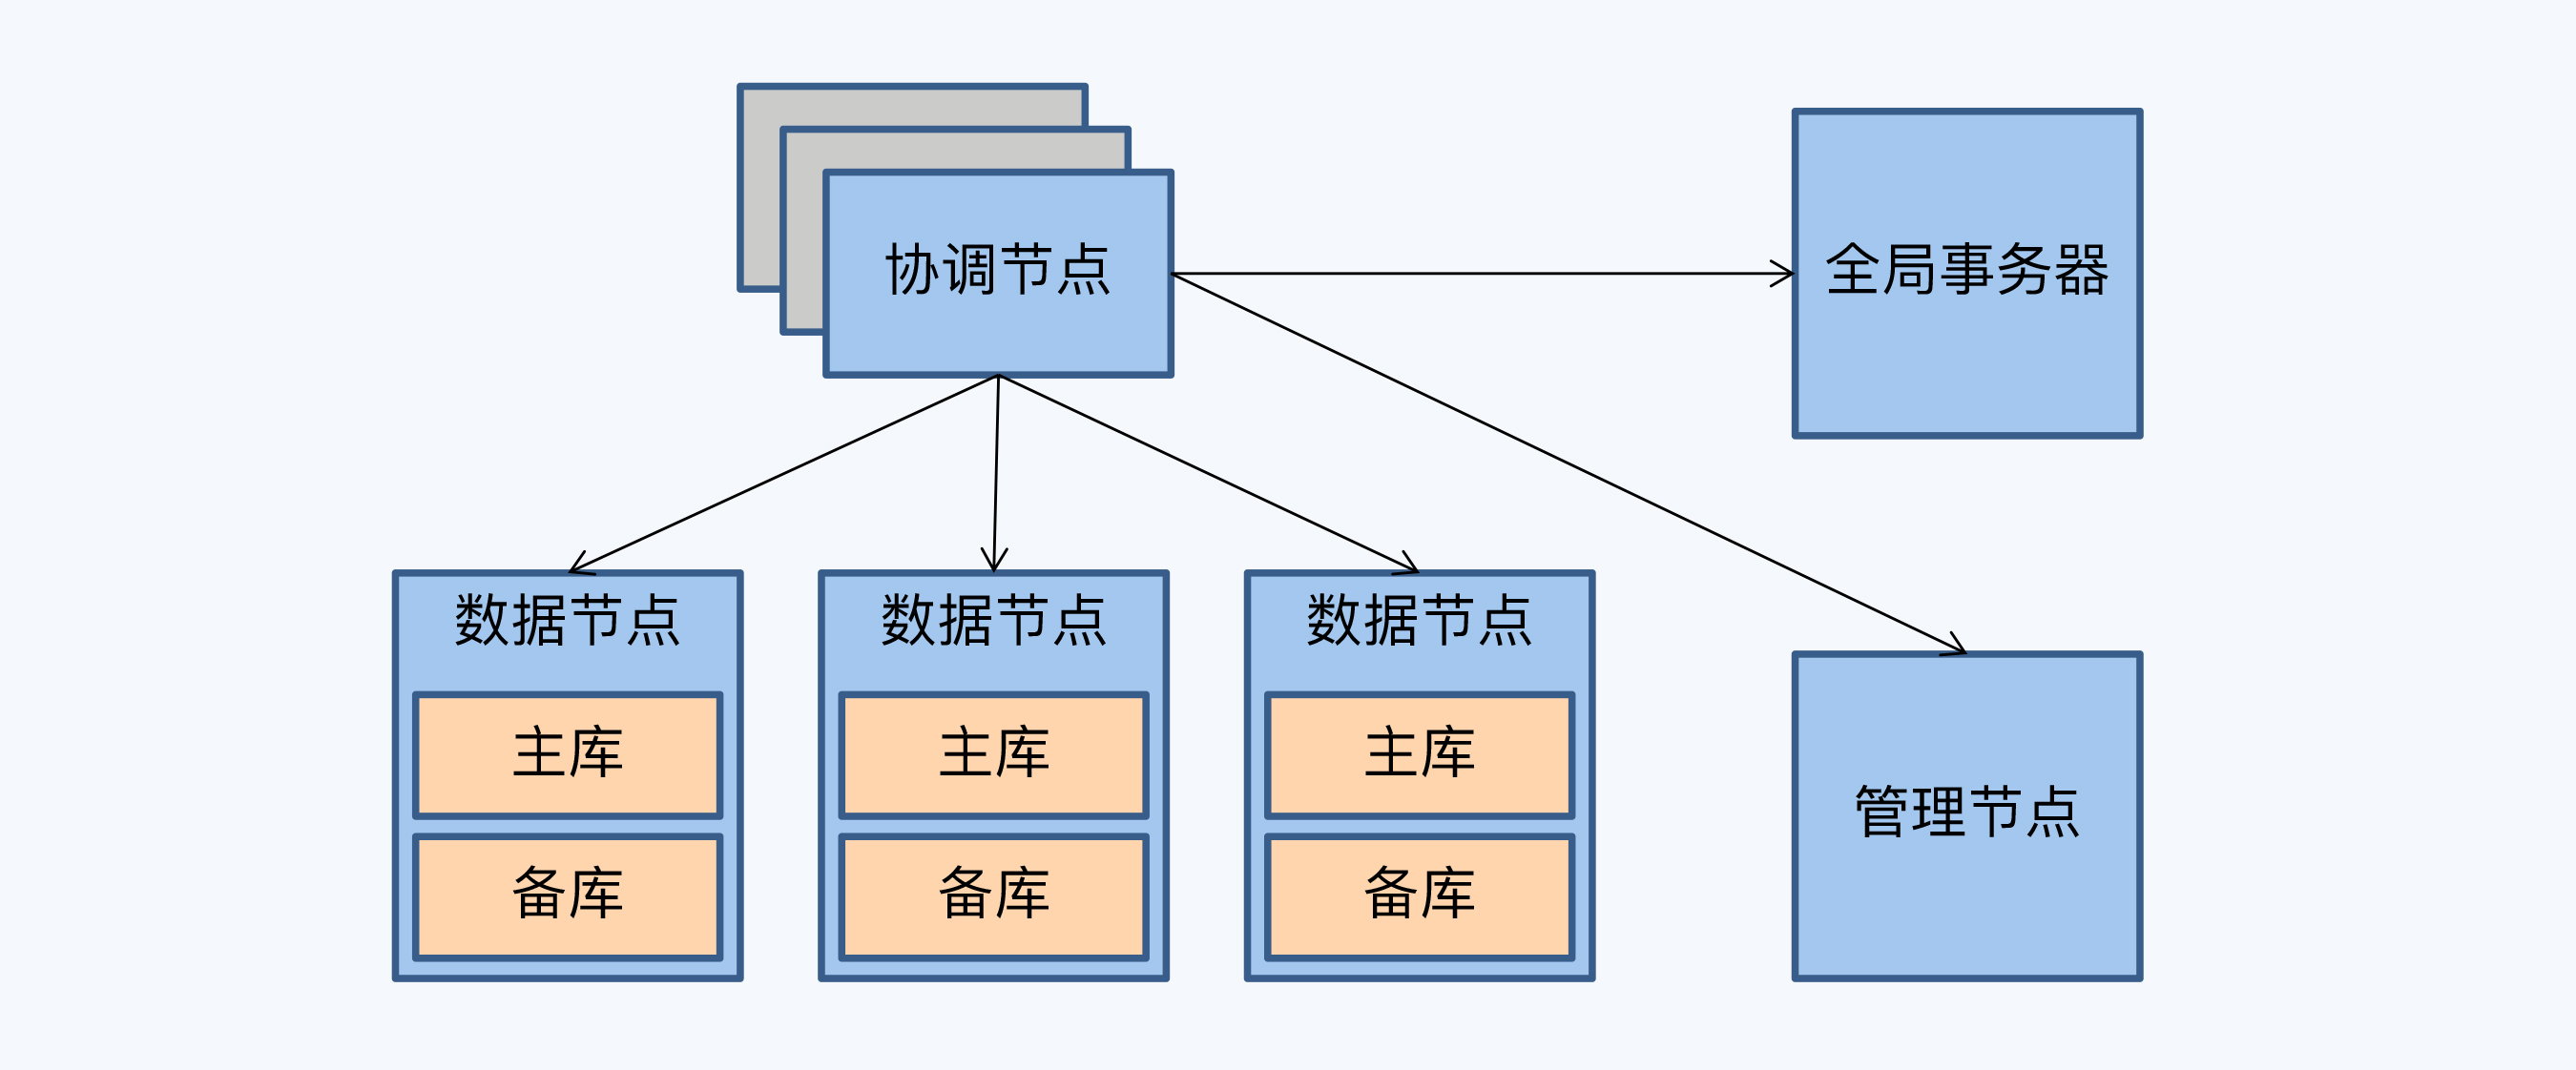 协调节点
全局事务器
数据节点
主库
备库
数据节点
主库
备库
数据节点
主库
备库
管理节点